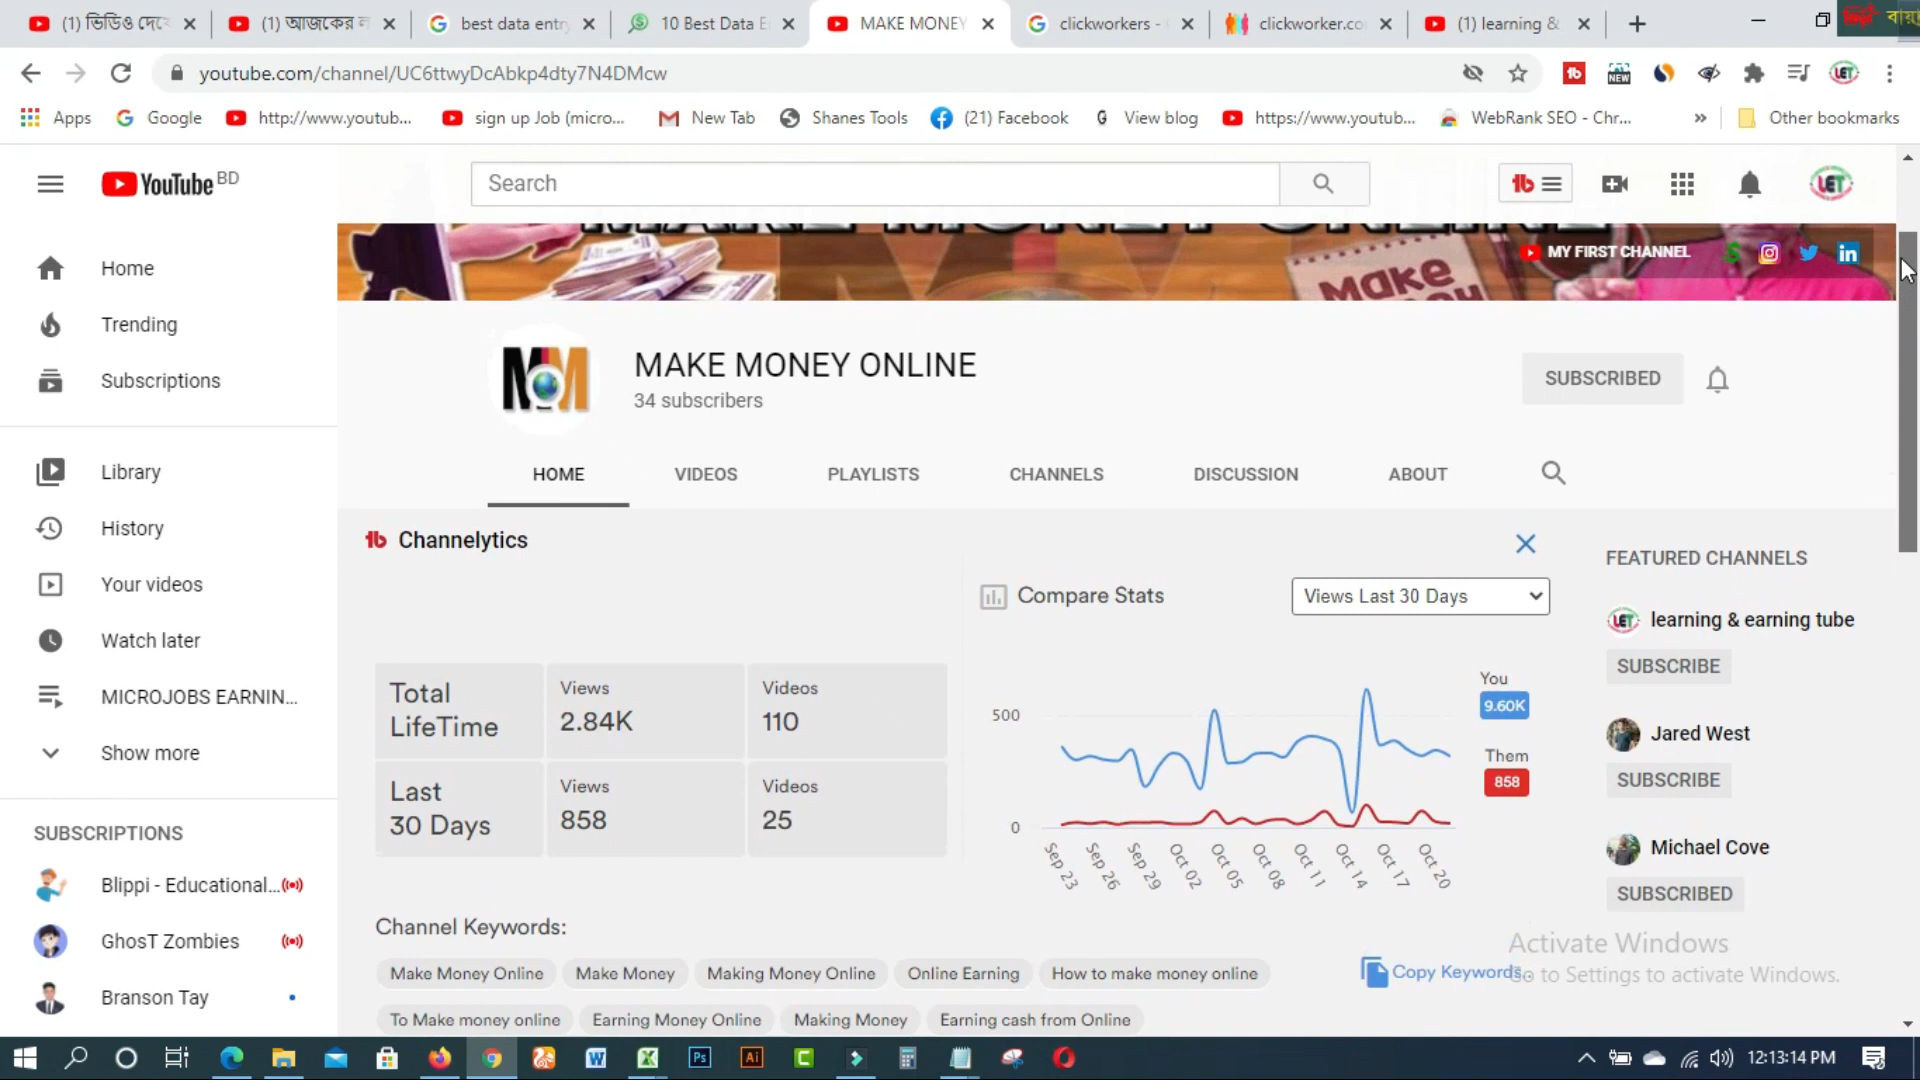 (1) ভিডিও দেখে
(1) আজকের ল
best data entry
10 Best Data E
MAKE MONEY
clickworkers - G
clickworker.co
(1) learning &
youtube.com/channel/UC6ttwyDcAbkp4dty7N4DMcw
NEW
Apps
Google
http://www.youtub...
sign up Job (micro...
New Tab
Shanes Tools
(21) Facebook
View blog
https://www.youtub...
WebRank SEO - Chr...
»
Other bookmarks
YouTube BD
Search
LET
MAKE MONEY ONLINE
Make
MY FIRST CHANNEL
Home
Trending
Subscriptions
Library
History
Your videos
Watch later
MICROJOBS EARNIN...
Show more
SUBSCRIPTIONS
Blippi - Educational...
GhosT Zombies
Branson Tay
MAKE MONEY ONLINE
34 subscribers
SUBSCRIBED
HOME
VIDEOS
PLAYLISTS
CHANNELS
DISCUSSION
ABOUT
Channelytics
Compare Stats
Views Last 30 Days
Total LifeTime
Views
2.84K
Videos
110
Last 30 Days
Views
858
Videos
25
500
0
Sep 23
Sep 26
Sep 29
Oct 02
Oct 05
Oct 08
Oct 11
Oct 14
Oct 17
Oct 20
You
9.60K
Them
858
FEATURED CHANNELS
learning & earning tube
SUBSCRIBE
Jared West
SUBSCRIBE
Michael Cove
SUBSCRIBED
Channel Keywords:
Make Money Online
Make Money
Making Money Online
Online Earning
How to make money online
Copy Keywords
To Make money online
Earning Money Online
Making Money
Earning cash from Online
Activate Windows
Go to Settings to activate Windows.
12:13:14 PM